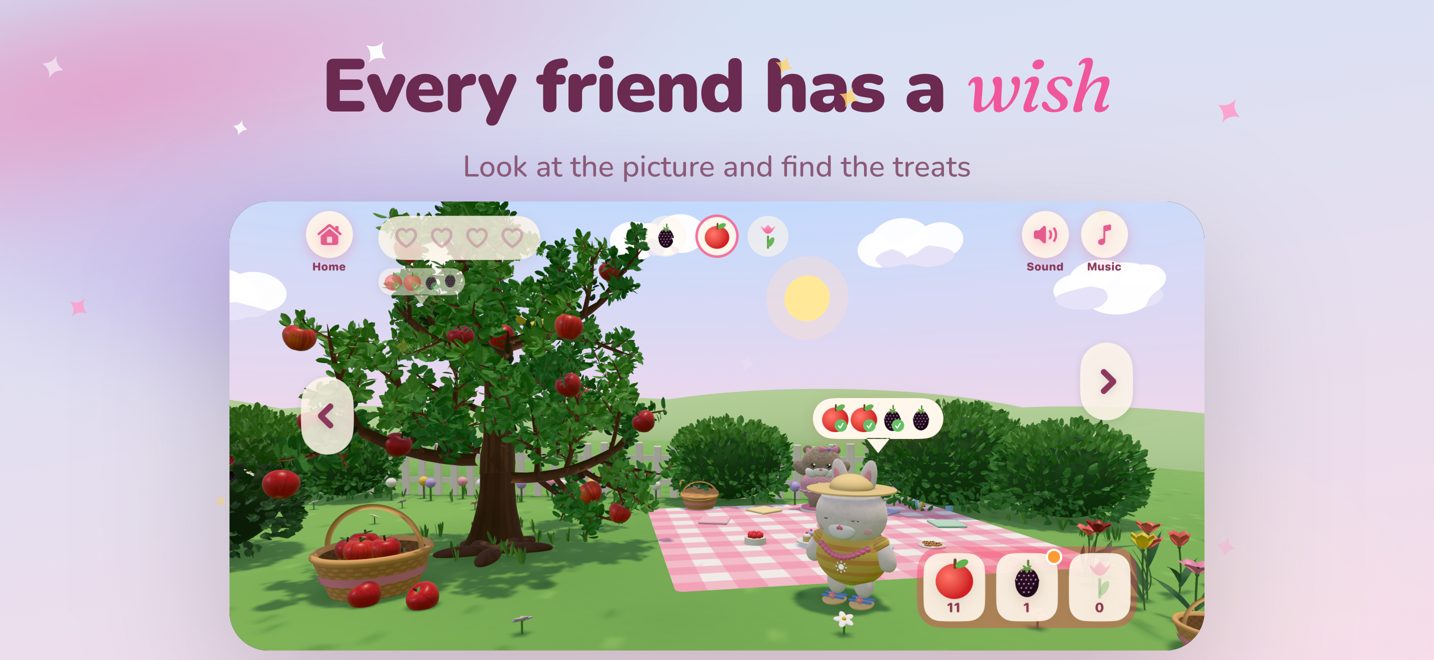 Every friend has a wish
Look at the picture and find the treats
Home
Sound
Music
11
1
0